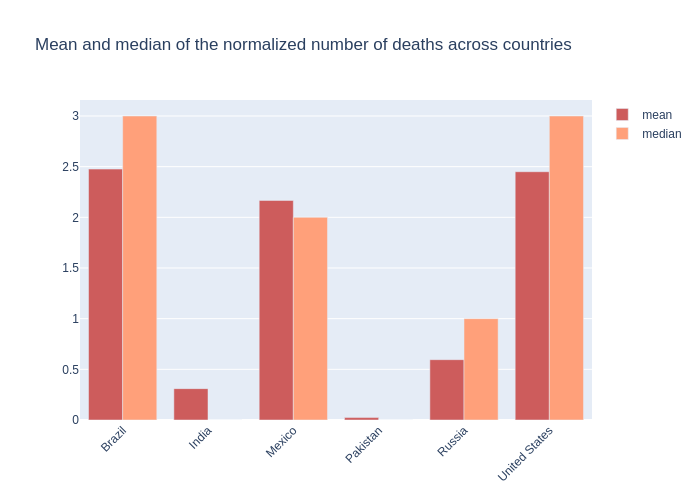 Mean and median of the normalized number of deaths across countries
mean
median
3
2.5
2
1.5
1
0.5
0
Brazil
India
Mexico
Pakistan
Russia
United States